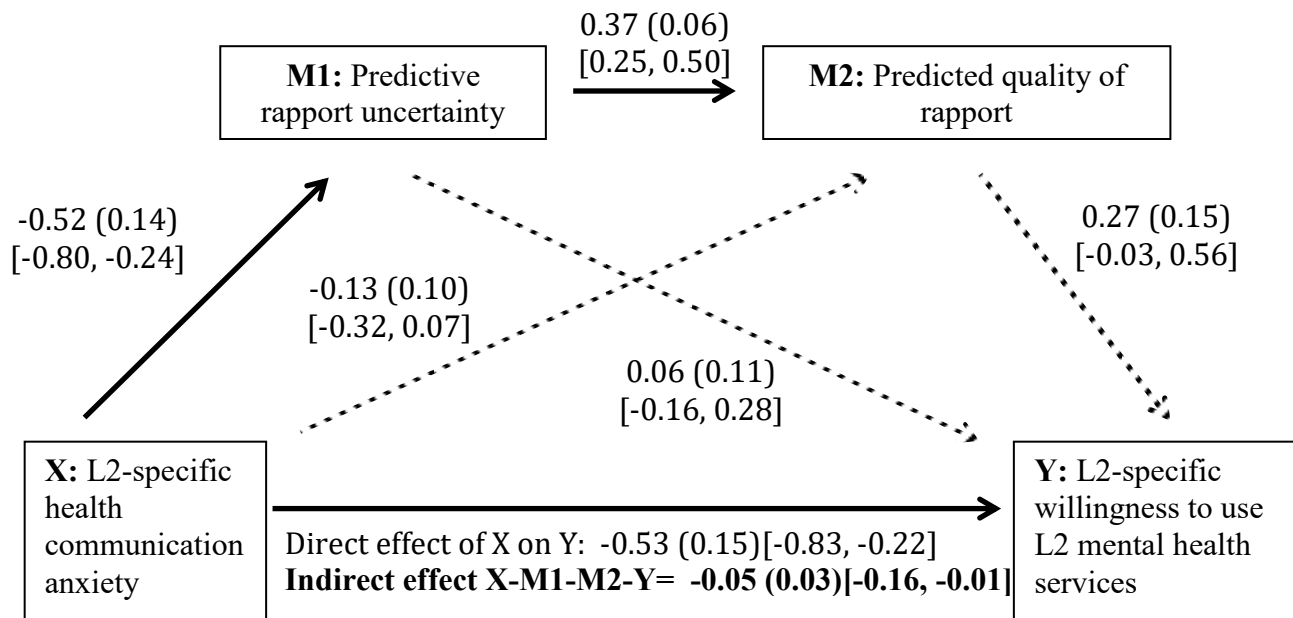 0.37 (0.06)
[0.25, 0.50]
M1: Predictive
rapport uncertainty
M2: Predicted quality of
rapport
-0.52 (0.14)
[-0.80, -0.24]
0.27 (0.15)
[-0.03, 0.56]
-0.13 (0.10)
[-0.32, 0.07]
0.06 (0.11)
[-0.16, 0.28]
X: L2-specific
health
communication
anxiety
Direct effect of X on Y: -0.53 (0.15)[-0.83, -0.22]
Indirect effect X-M1-M2-Y= -0.05 (0.03)[-0.16, -0.01]
Y: L2-specific
willingness to use
L2 mental health
services